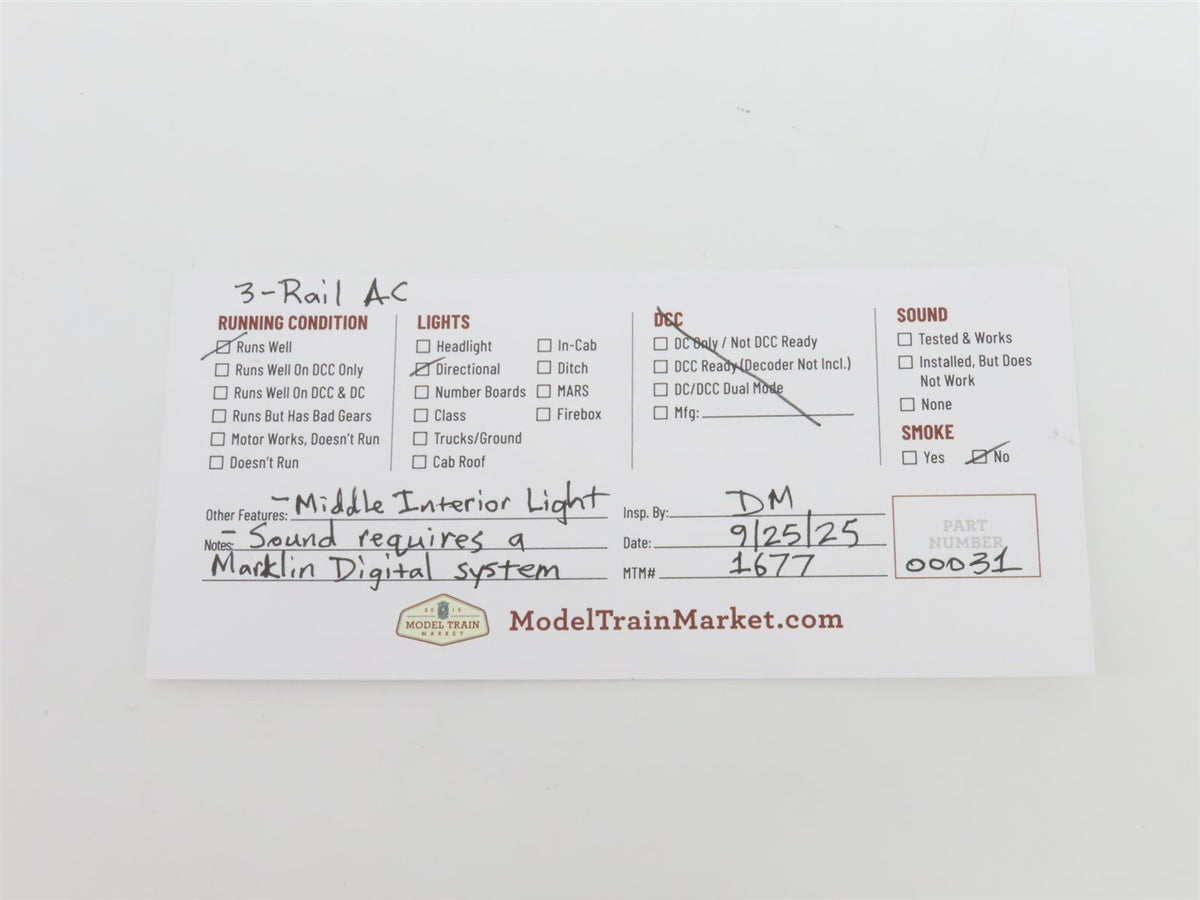 3-Rail AC
RUNNING CONDITION
Runs Well
Runs Well On DCC Only
Runs Well On DCC & DC
Runs But Has Bad Gears
Motor Works, Doesn't Run
Doesn't Run
LIGHTS
Headlight
Directional
Number Boards
Class
Trucks/Ground
Cab Roof
In-Cab
Ditch
MARS
Firebox
DCC
DC Only / Not DCC Ready
DCC Ready (Decoder Not Incl.)
DC/DCC Dual Mode
Mfg:
SOUND
Tested & Works
Installed, But Does
Not Work
None
SMOKE
Yes No
Other Features: - Middle Interior Light
Notes: - Sound requires a
Marklin Digital system
Insp. By: DM
Date: 9/25/25
MTM# 1677
PART
NUMBER
00031
2015
MODEL TRAIN
MARKET
ModelTrainMarket.com